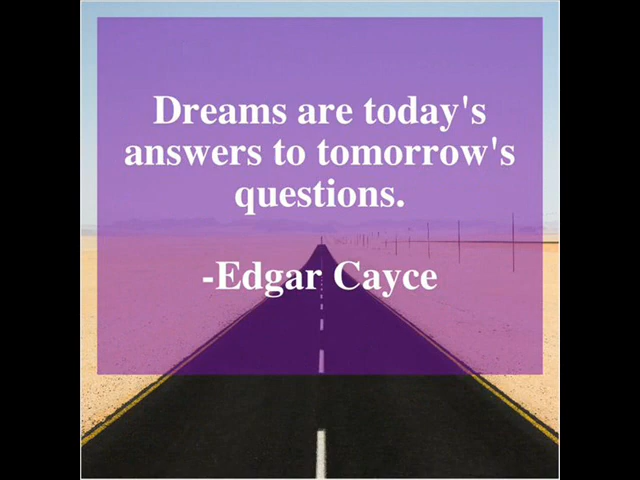 Dreams are today's
answers to tomorrow's
questions.
-Edgar Cayce